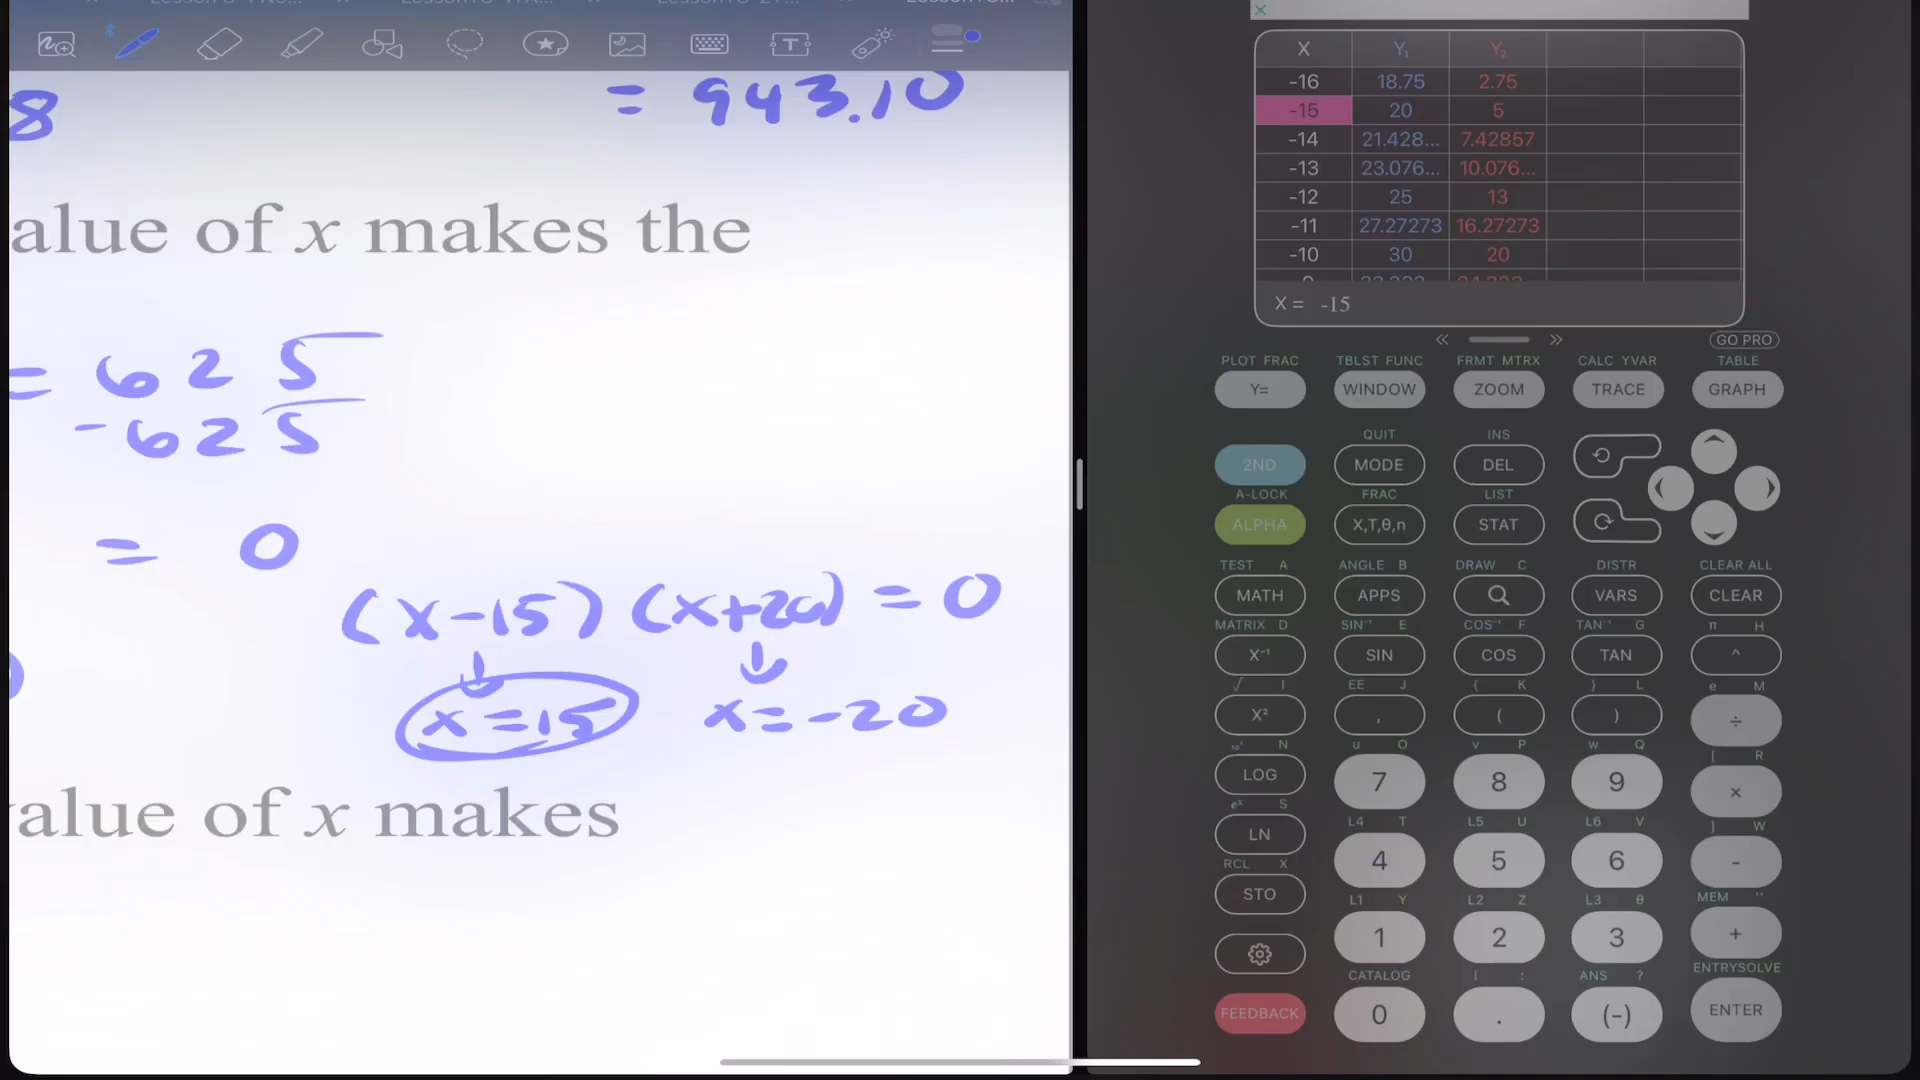 8
= 943.10
alue of x makes the
= 625
-625
= 0
(x-15)(x+20) = 0
x = 15 x = -20
value of x makes
X Y₁ Y₂
-16 18.75 2.75
-15 20 5
-14 21.428... 7.42857
-13 23.076... 10.076...
-12 25 13
-11 27.27273 16.27273
-10 30 20
X = -15
GO PRO
PLOT FRAC TBLST FUNC FRMT MTRX CALC YVAR TABLE
Y= WINDOW ZOOM TRACE GRAPH
QUIT INS
2ND MODE DEL
A-LOCK FRAC LIST
ALPHA X,T,θ,n STAT
TEST A ANGLE B DRAW C DISTR CLEAR ALL
MATH APPS VARS CLEAR
MATRIX D SIN⁻¹ E COS⁻¹ F TAN⁻¹ G π H
X⁻¹ SIN COS TAN ^
√ I EE J { K } L e M
X² , ( ) ÷
10ˣ N u O v P w Q [ R
LOG 7 8 9 ×
eˣ S L4 T L5 U L6 V ] W
LN 4 5 6 -
RCL X L1 Y L2 Z L3 θ MEM "
STO 1 2 3 +
CATALOG i : ANS ? ENTRYSOLVE
FEEDBACK 0 . (-) ENTER